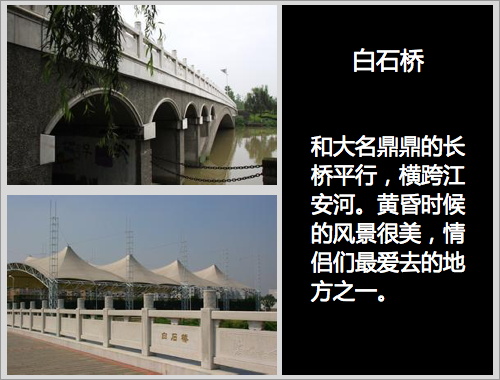 白石桥
和大名鼎鼎的长
桥平行，横跨江
安河。黄昏时候
的风景很美，情
侣们最爱去的地
方之一。
白石桥